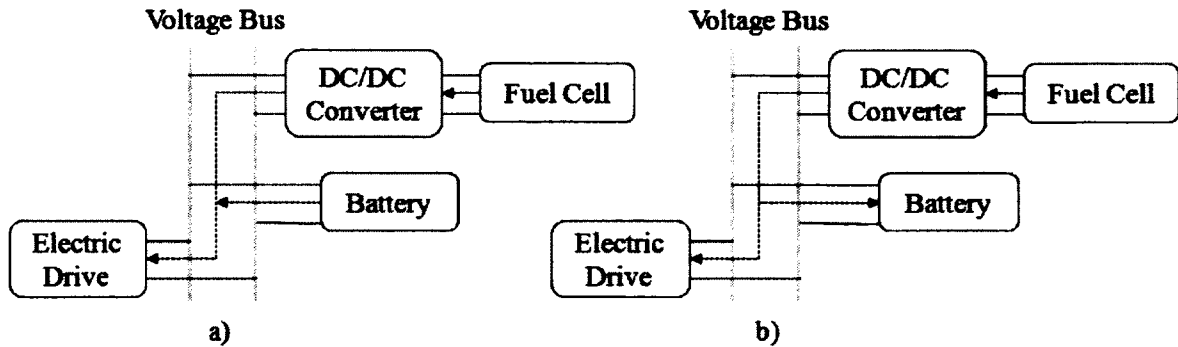 Voltage Bus
DC/DC
Converter
Fuel Cell
Battery
Electric
Drive
a)
Voltage Bus
DC/DC
Converter
Fuel Cell
Battery
Electric
Drive
b)